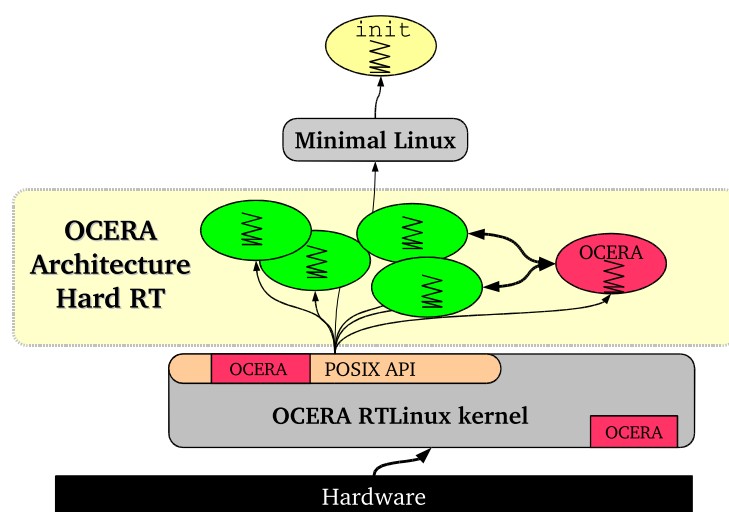 init
Minimal Linux
OCERA
Architecture
Hard RT
OCERA
OCERA
POSIX API
OCERA RTLinux kernel
OCERA
Hardware